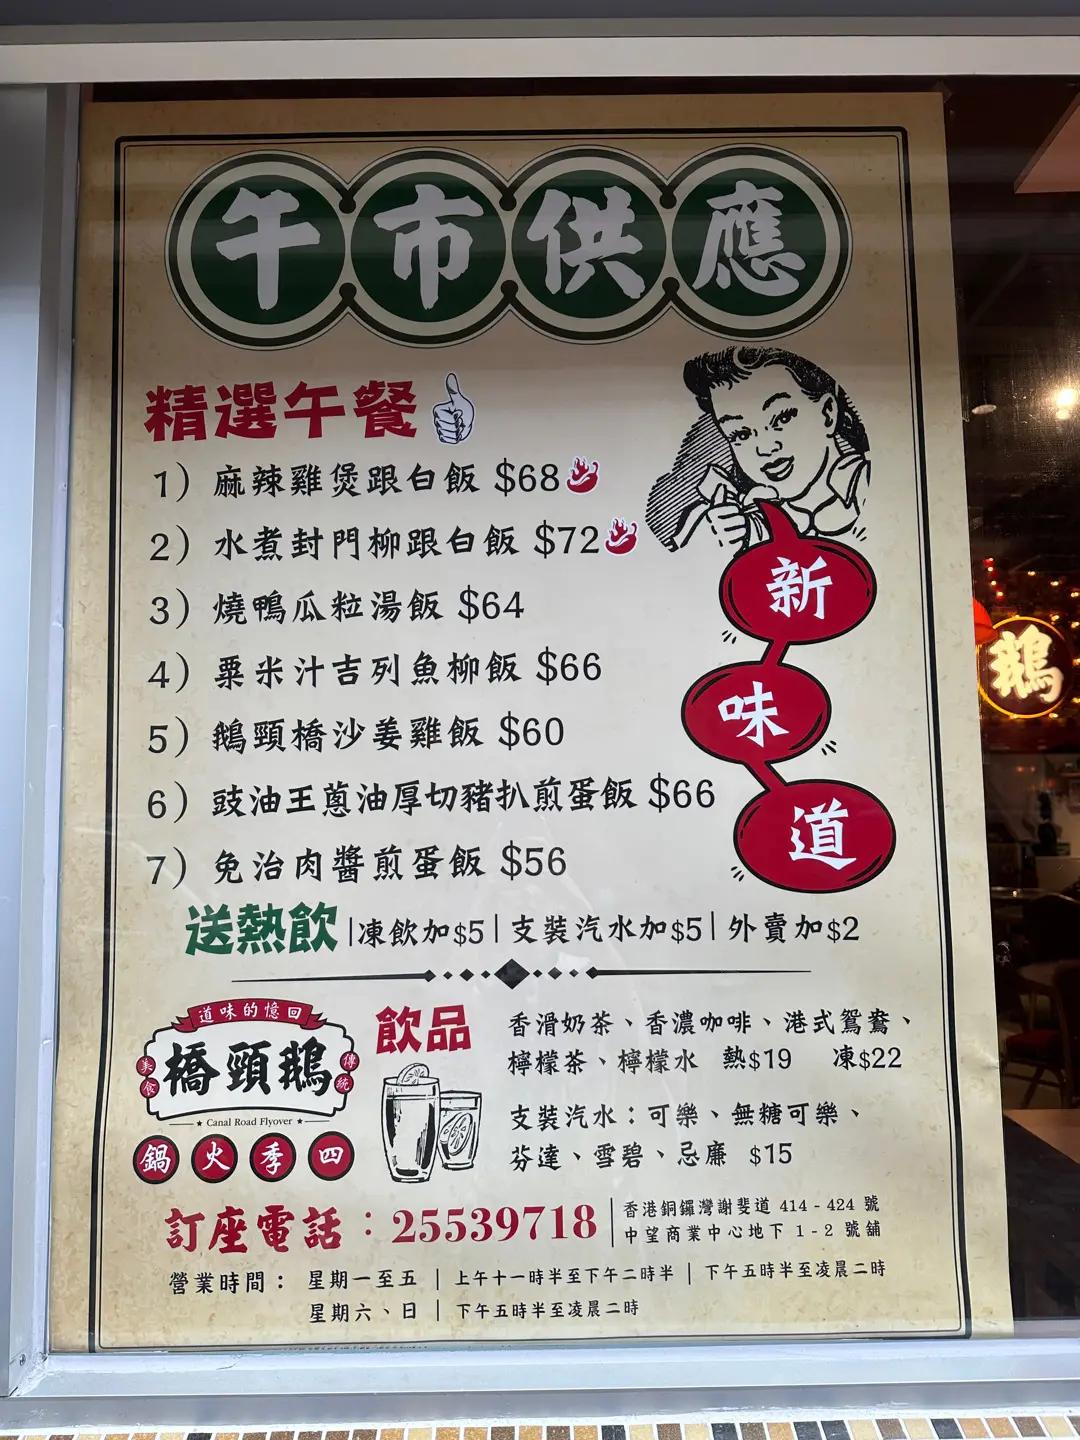 午市供應
精選午餐
1) 麻辣雞煲跟白飯 $68
2) 水煮封門柳跟白飯 $72
3) 燒鴨瓜粒湯飯 $64
4) 粟米汁吉列魚柳飯 $66
5) 鵝頸橋沙姜雞飯 $60
6) 豉油王蔥油厚切豬扒煎蛋飯 $66
7) 免治肉醬煎蛋飯 $56
新
味
道
鵝
送熱飲 | 凍飲加$5 | 支裝汽水加$5 | 外賣加$2
道味的憶回
美食
橋頸鵝
傳統
Canal Road Flyover
鍋火季四
飲品
香滑奶茶、香濃咖啡、港式鴛鴦、
檸檬茶、檸檬水 熱$19 凍$22
支裝汽水：可樂、無糖可樂、
芬達、雪碧、忌廉 $15
訂座電話：25539718
香港銅鑼灣謝斐道 414 - 424 號
中望商業中心地下 1 - 2 號舖
營業時間： 星期一至五 | 上午十一時半至下午二時半 | 下午五時半至凌晨二時
星期六、日 | 下午五時半至凌晨二時